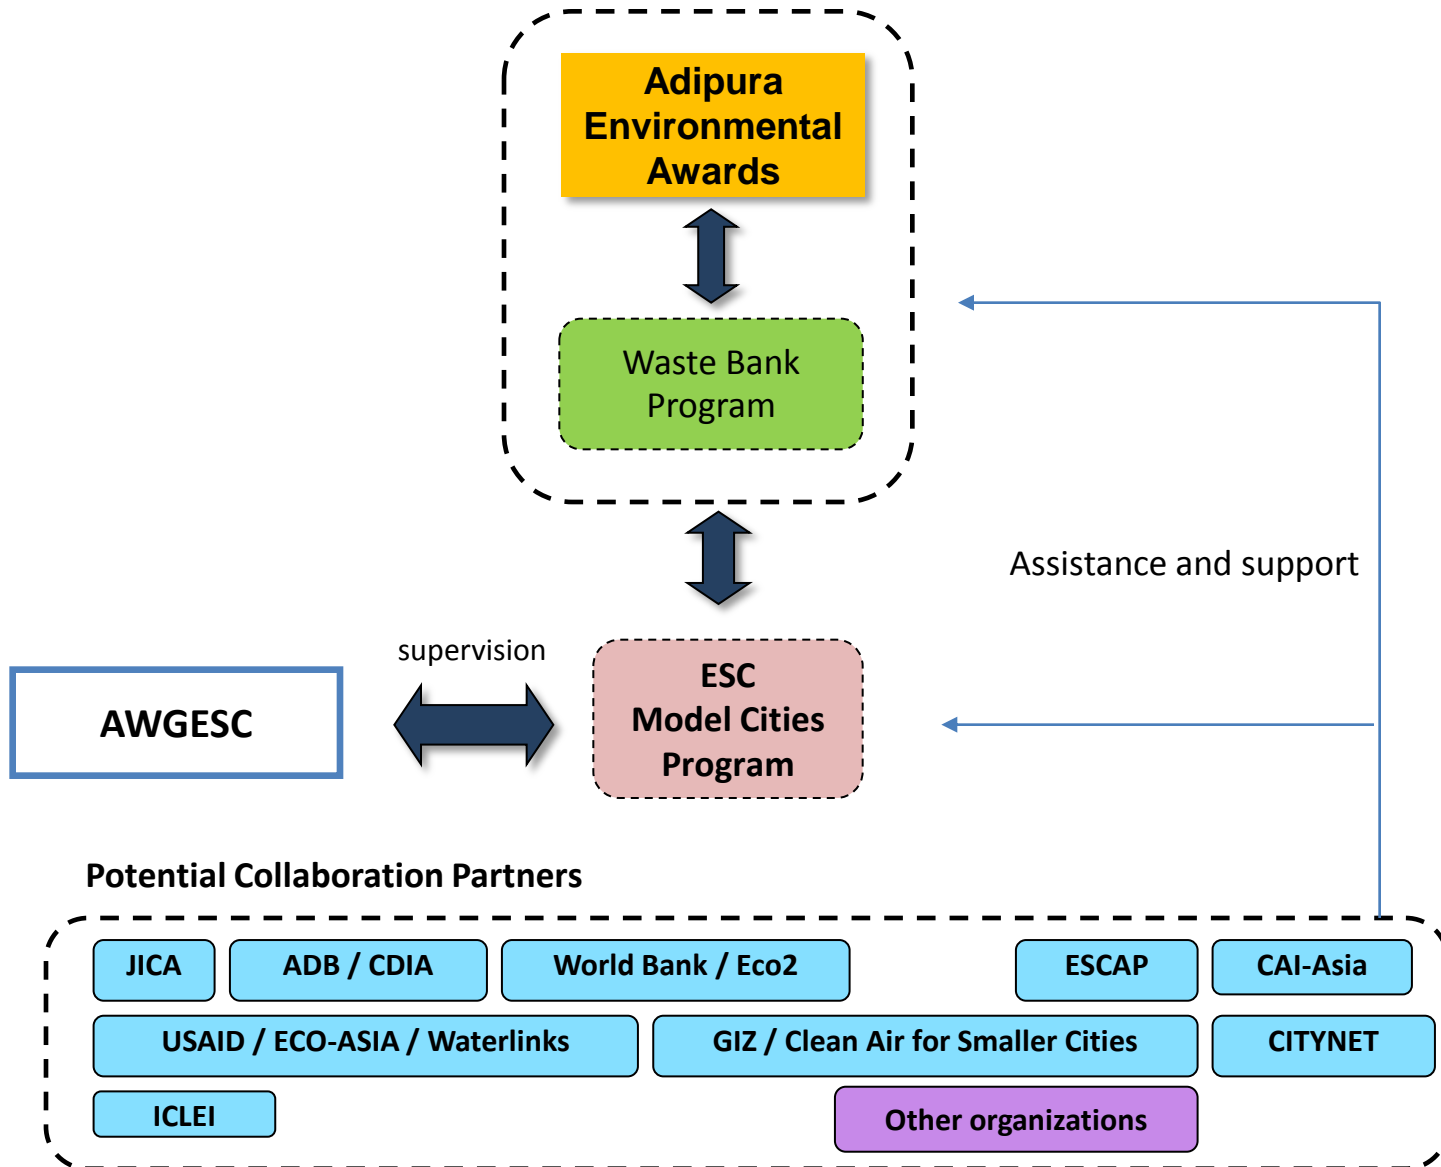 Adipura
Environmental
Awards
Waste Bank
Program
Assistance and support
supervision
AWGESC
ESC
Model Cities
Program
Potential Collaboration Partners
JICA
ADB / CDIA
World Bank / Eco2
ESCAP
CAI-Asia
USAID / ECO-ASIA / Waterlinks
GIZ / Clean Air for Smaller Cities
CITYNET
ICLEI
Other organizations